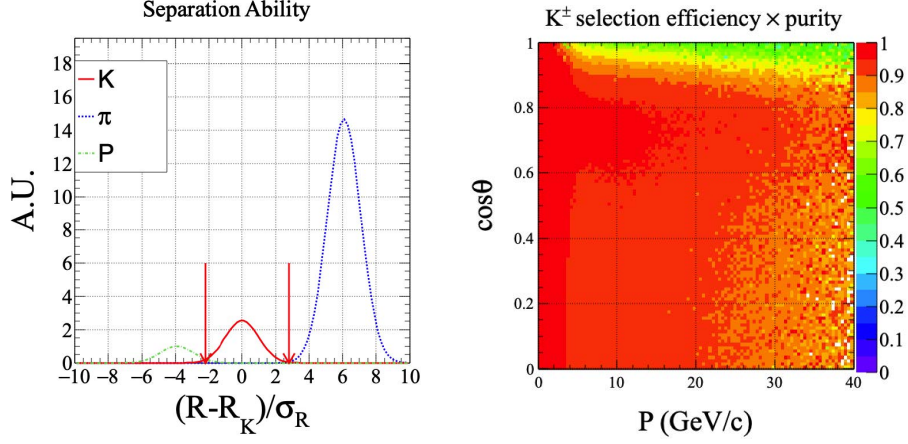 Separation Ability
18
16
14
12
10
8
6
4
2
0
A.U.
K
π
P
−10 −8 −6 −4 −2 0 2 4 6 8 10
(R-R_K)/σ_R
K± selection efficiency × purity
1
0.8
0.6
0.4
0.2
0
cosθ
0 10 20 30 40
P (GeV/c)
1
0.9
0.8
0.7
0.6
0.5
0.4
0.3
0.2
0.1
0